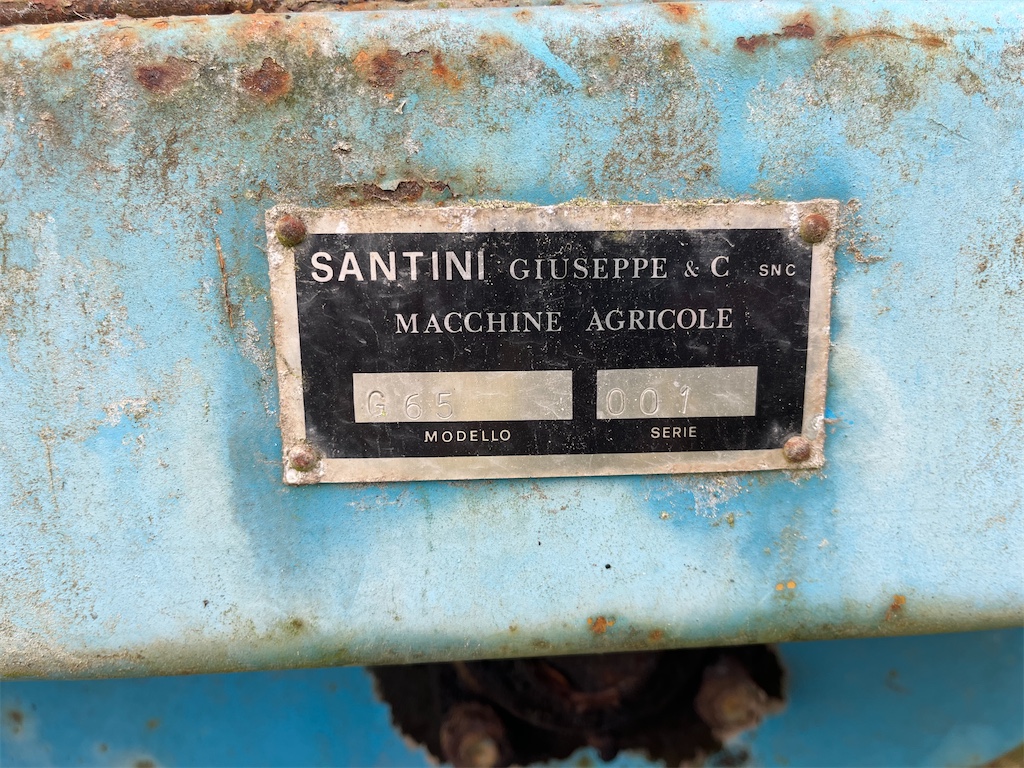 SANTINI GIUSEPPE & C SNC
MACCHINE AGRICOLE
G65 001
MODELLO SERIE